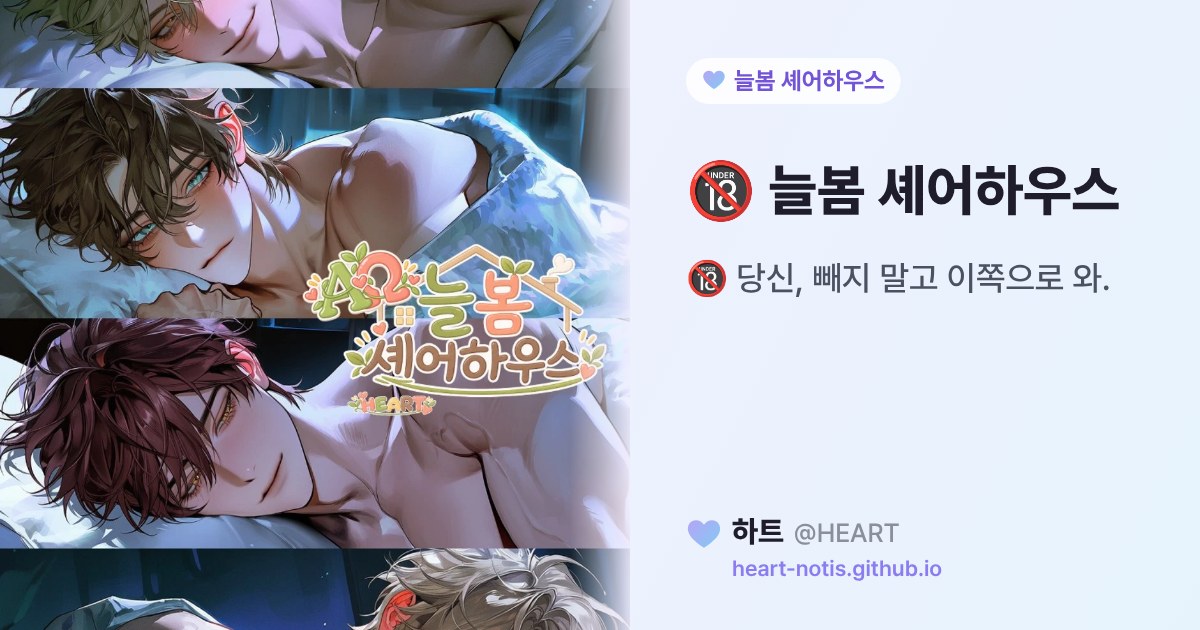 AΩ 늘봄
셰어하우스
HEART
늘봄 셰어하우스
🔞 늘봄 셰어하우스
🔞 당신, 빼지 말고 이쪽으로 와.
하트 @HEART
heart-notis.github.io